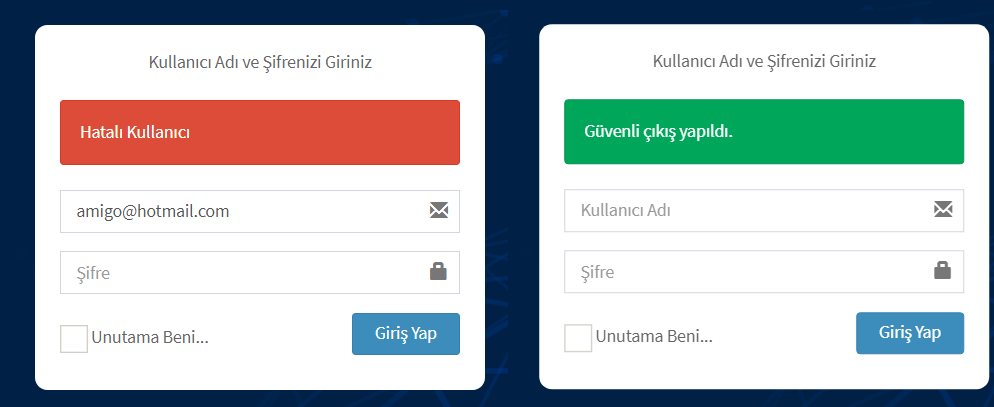 Kullanıcı Adı ve Şifrenizi Giriniz
Hatalı Kullanıcı
amigo@hotmail.com
Şifre
Unutama Beni...
Giriş Yap
Kullanıcı Adı ve Şifrenizi Giriniz
Güvenli çıkış yapıldı.
Kullanıcı Adı
Şifre
Unutama Beni...
Giriş Yap